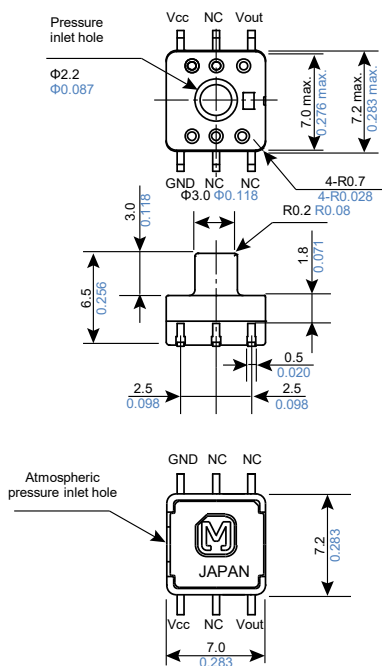 Vcc NC Vout
Pressure
inlet hole
Φ2.2
Φ0.087
7.0 max.
0.276 max.
7.2 max.
0.283 max.
GND NC NC
4-R0.7
4-R0.028
Φ3.0 Φ0.118
R0.2 R0.08
3.0
0.118
6.5
0.256
1.8
0.071
0.5
0.020
2.5
0.098
2.5
0.098
GND NC NC
Atmospheric
pressure inlet hole
M
JAPAN
7.2
0.283
Vcc NC Vout
7.0
0.283